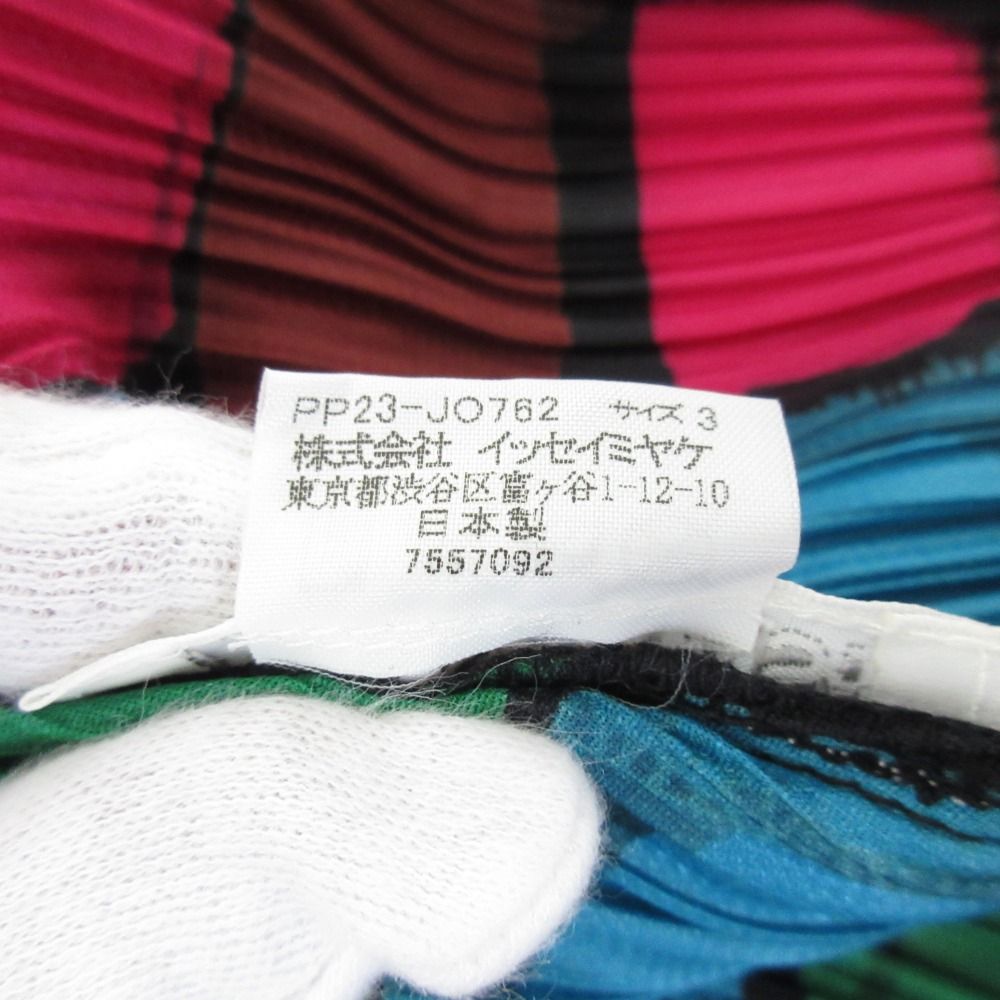 PP23-JO762 サイズ 3
株式会社 イッセイミヤケ
東京都渋谷区富ヶ谷1-12-10
日本製
7557092